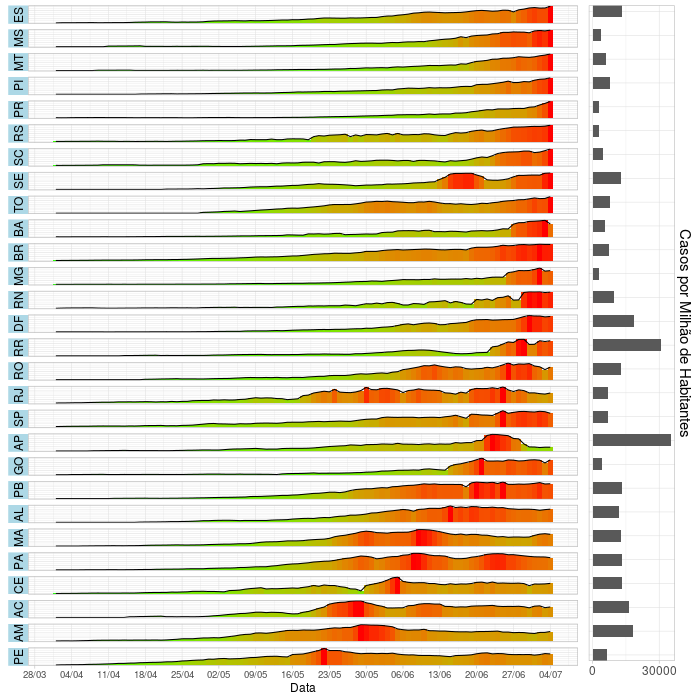 ES
MS
MT
PI
PR
RS
SC
SE
TO
BA
BR
MG
RN
DF
RR
RO
RJ
SP
AP
GO
PB
AL
MA
PA
CE
AC
AM
PE
28/03 04/04 11/04 18/04 25/04 02/05 09/05 16/05 23/05 30/05 06/06 13/06 20/06 27/06 04/07
Data
0 30000
Casos por Milhão de Habitantes